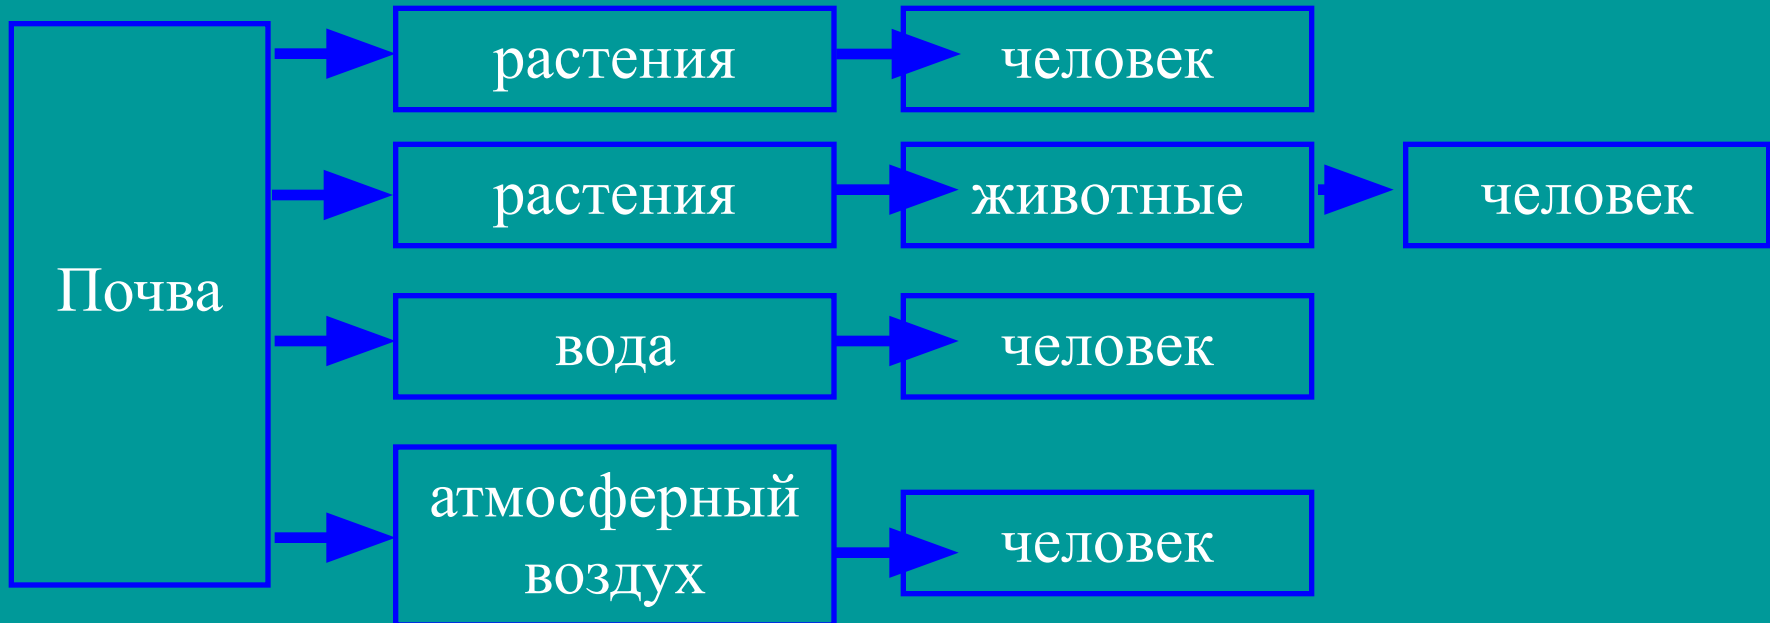 Почва
растения
человек
растения
животные
человек
вода
человек
атмосферный
воздух
человек